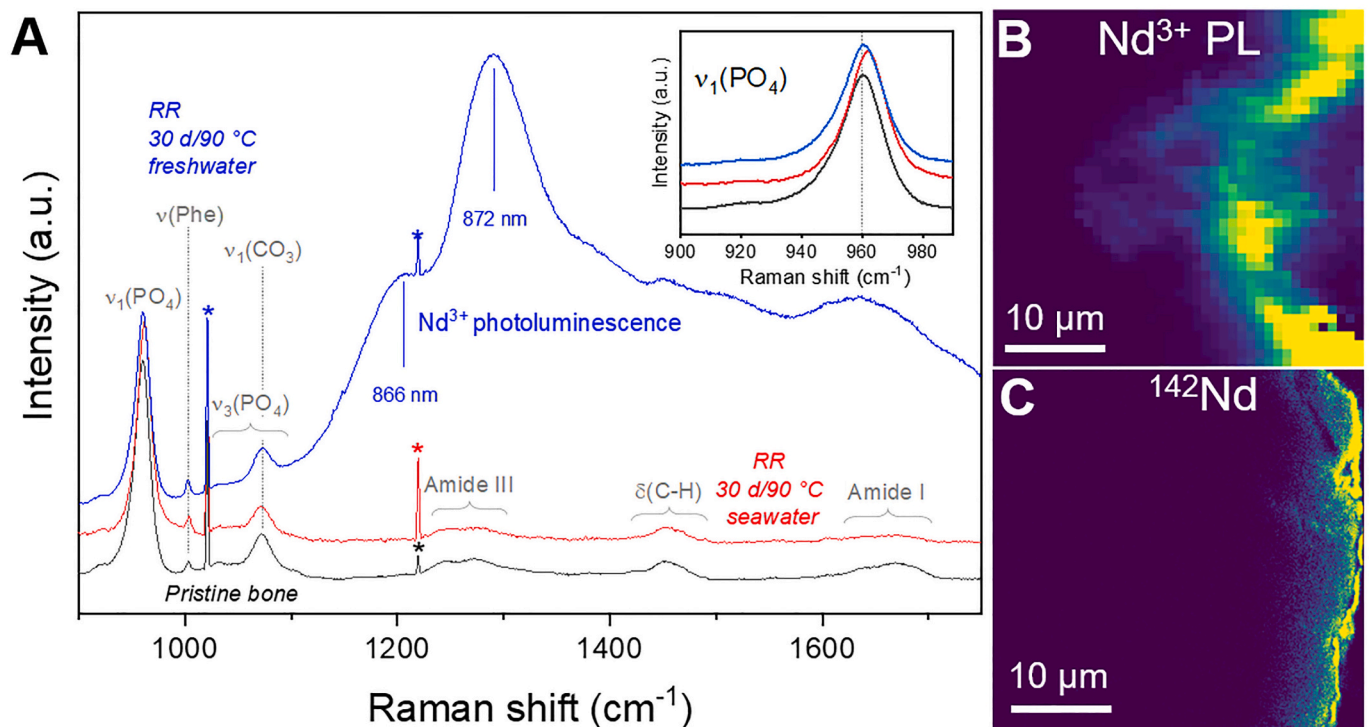 A
RR
30 d/90 °C
freshwater
ν(Phe)
ν₁(CO₃)
ν₁(PO₄)
*
ν₃(PO₄)
*
872 nm
Nd³⁺ photoluminescence
866 nm
*
Amide III
δ(C-H)
RR
30 d/90 °C
seawater
Amide I
*
Pristine bone
Intensity (a.u.)
1000 1200 1400 1600
Raman shift (cm⁻¹)
ν₁(PO₄)
Intensity (a.u.)
900 920 940 960 980
Raman shift (cm⁻¹)
B
Nd³⁺ PL
10 µm
C
¹⁴²Nd
10 µm